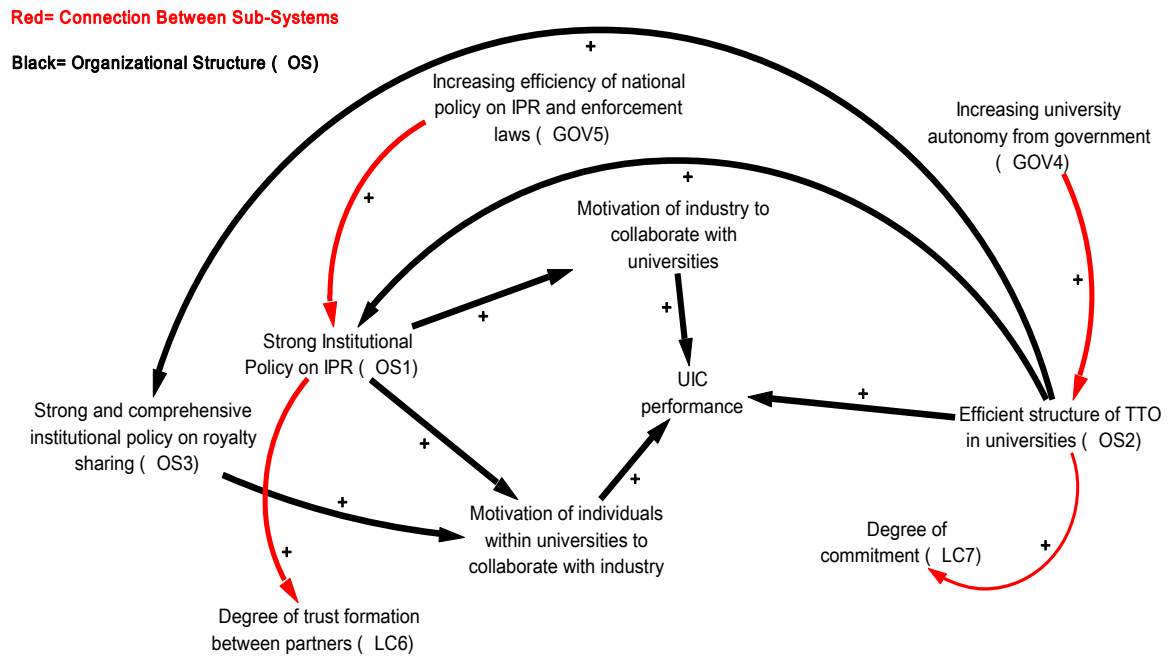 Red= Connection Between Sub-Systems
Black= Organizational Structure ( OS)
+
Increasing efficiency of national
policy on IPR and enforcement
laws ( GOV5)
Increasing university
autonomy from government
( GOV4)
+
+
Motivation of industry to
collaborate with
universities
+
+
+
Strong Institutional
Policy on IPR ( OS1)
UIC
performance
+
Strong and comprehensive
institutional policy on royalty
sharing ( OS3)
Efficient structure of TTO
in universities ( OS2)
+
+
+
Motivation of individuals
within universities to
collaborate with industry
Degree of
commitment ( LC7)
+
+
Degree of trust formation
between partners ( LC6)